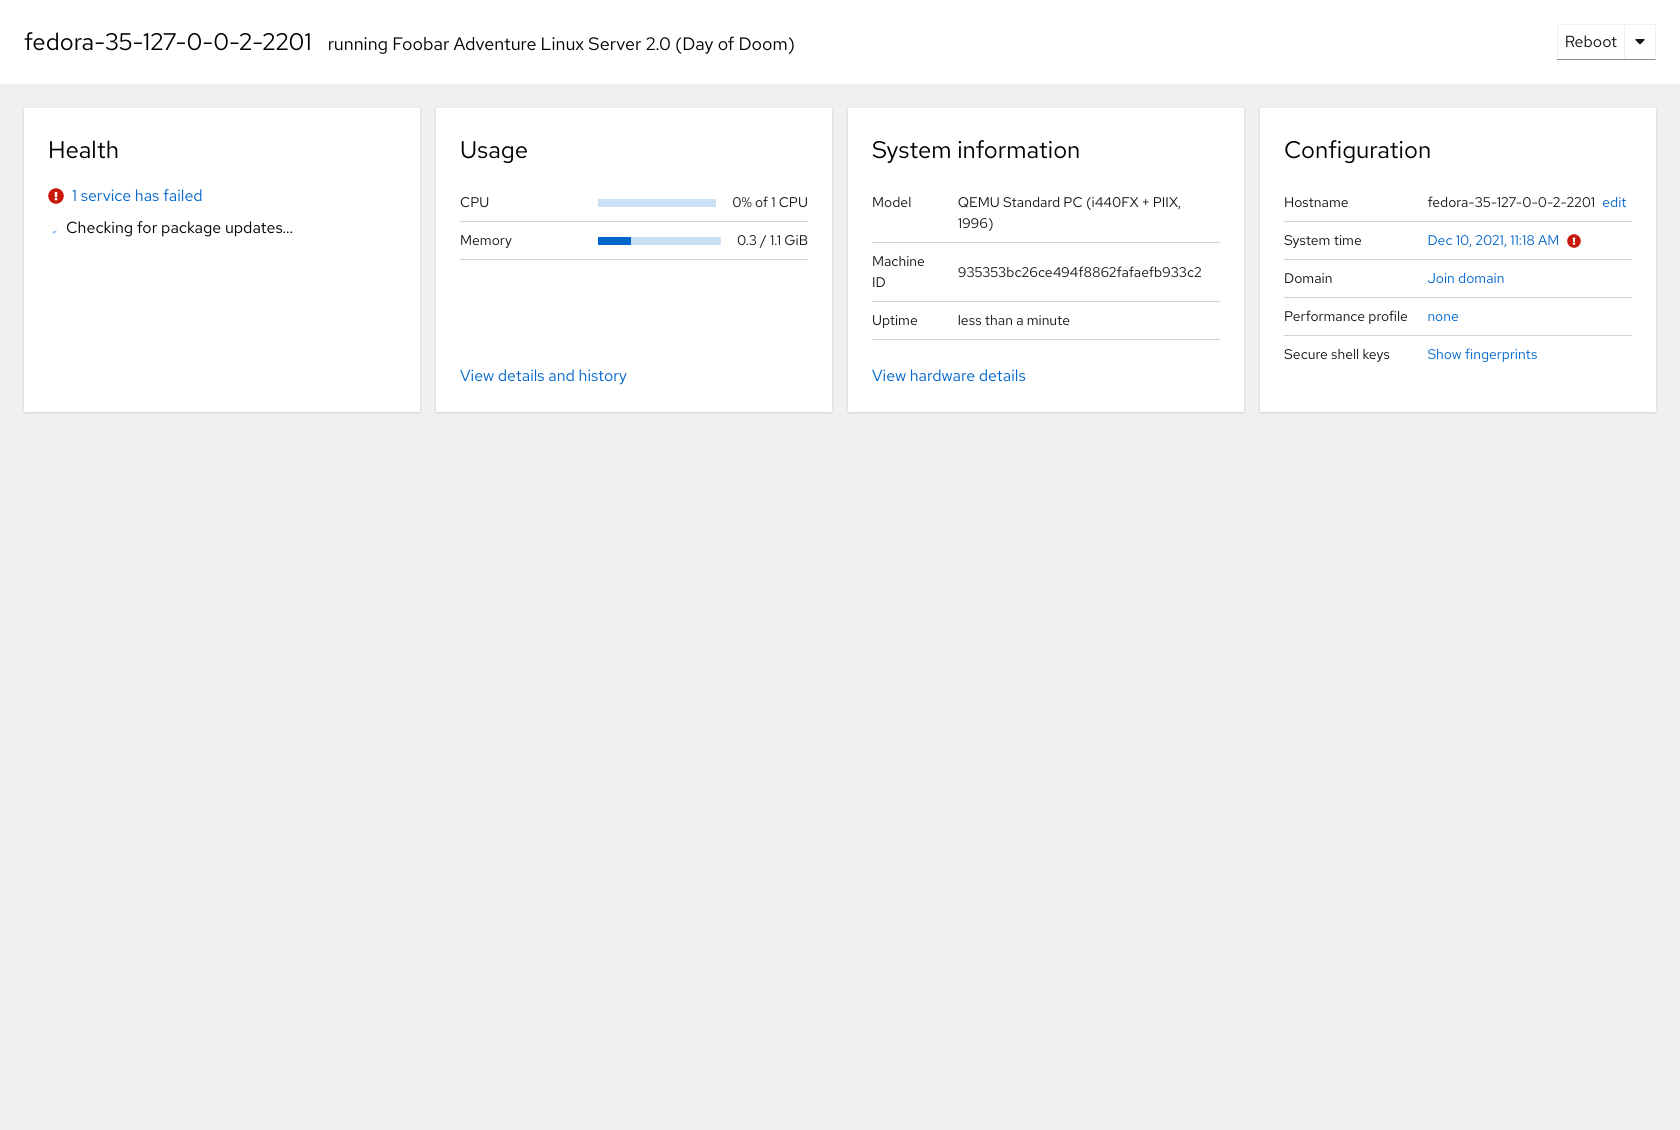 fedora-35-127-0-0-2-2201 running Foobar Adventure Linux Server 2.0 (Day of Doom)
Reboot
Health
1 service has failed
Checking for package updates...
Usage
CPU 0% of 1 CPU
Memory 0.3 / 1.1 GiB
View details and history
System information
Model QEMU Standard PC (i440FX + PIIX,
1996)
Machine
ID
935353bc26ce494f8862fafaefb933c2
Uptime less than a minute
View hardware details
Configuration
Hostname fedora-35-127-0-0-2-2201 edit
System time Dec 10, 2021, 11:18 AM
Domain Join domain
Performance profile none
Secure shell keys Show fingerprints